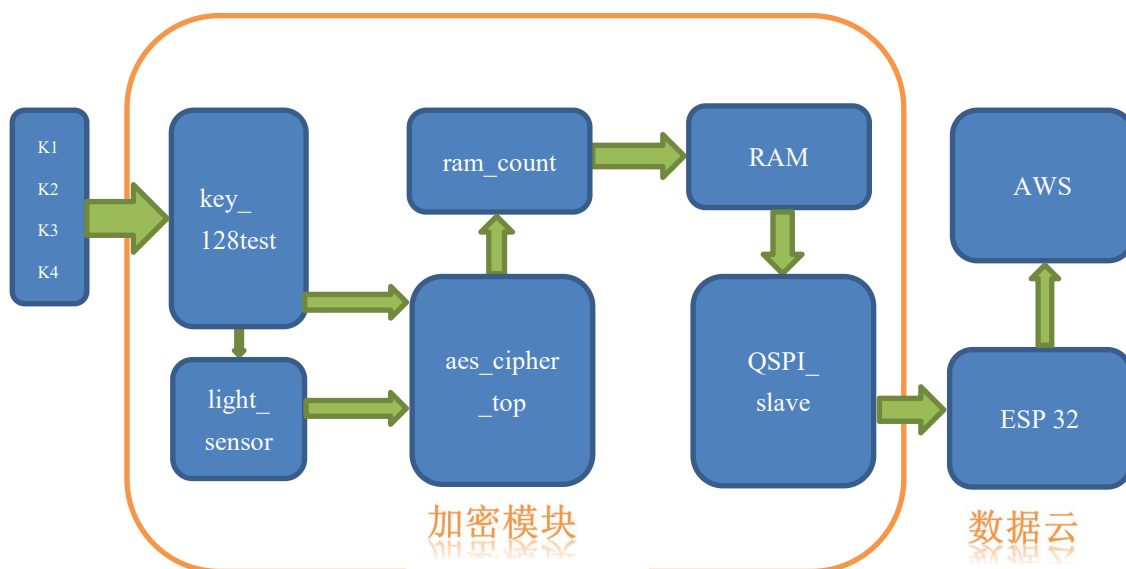 K1
K2
K3
K4
key_
128test
light_
sensor
ram_count
aes_cipher
_top
RAM
QSPI_
slave
AWS
ESP 32
加密模块
数据云